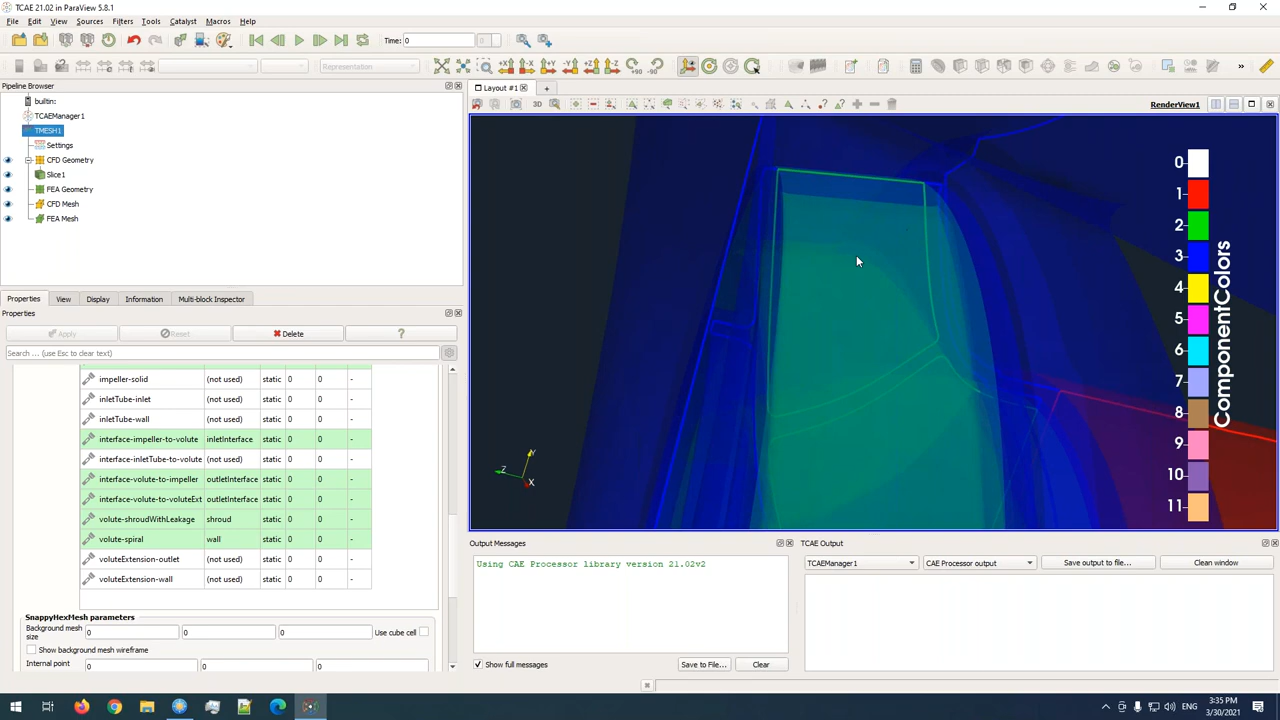 TCAE 21.02 in ParaView 5.8.1
File Edit View Sources Filters Tools Catalyst Macros Help
Time: 0
Representation
+X -X +Y -Y +Z -Z +90 -90
Pipeline Browser
Layout #1
3D
RenderView1
builtin:
TCAEManager1
TMESH1
Settings
CFD Geometry
Slice1
FEA Geometry
CFD Mesh
FEA Mesh
0
1
2
3
4
5
6
7
8
9
10
11
ComponentColors
Y
Z
X
Properties View Display Information Multi-block Inspector
Properties
Apply Reset Delete ?
Search ... (use Esc to clear text)
impeller-solid (not used) static 0 0 -
inletTube-inlet (not used) static 0 0 -
inletTube-wall (not used) static 0 0 -
interface-impeller-to-volute inletInterface static 0 0 -
interface-inletTube-to-volute (not used) static 0 0 -
interface-volute-to-impeller outletInterface static 0 0 -
interface-volute-to-voluteExt outletInterface static 0 0 -
volute-shroudWithLeakage shroud static 0 0 -
volute-spiral wall static 0 0 -
voluteExtension-outlet (not used) static 0 0 -
voluteExtension-wall (not used) static 0 0 -
SnappyHexMesh parameters
Background mesh size 0 0 0 Use cube cell
Show background mesh wireframe
Internal point 0 0 0
Output Messages
Using CAE Processor library version 21.02v2
Show full messages Save to File... Clear
TCAE Output
TCAEManager1 CAE Processor output Save output to file... Clean window
ENG
3:35 PM
3/30/2021